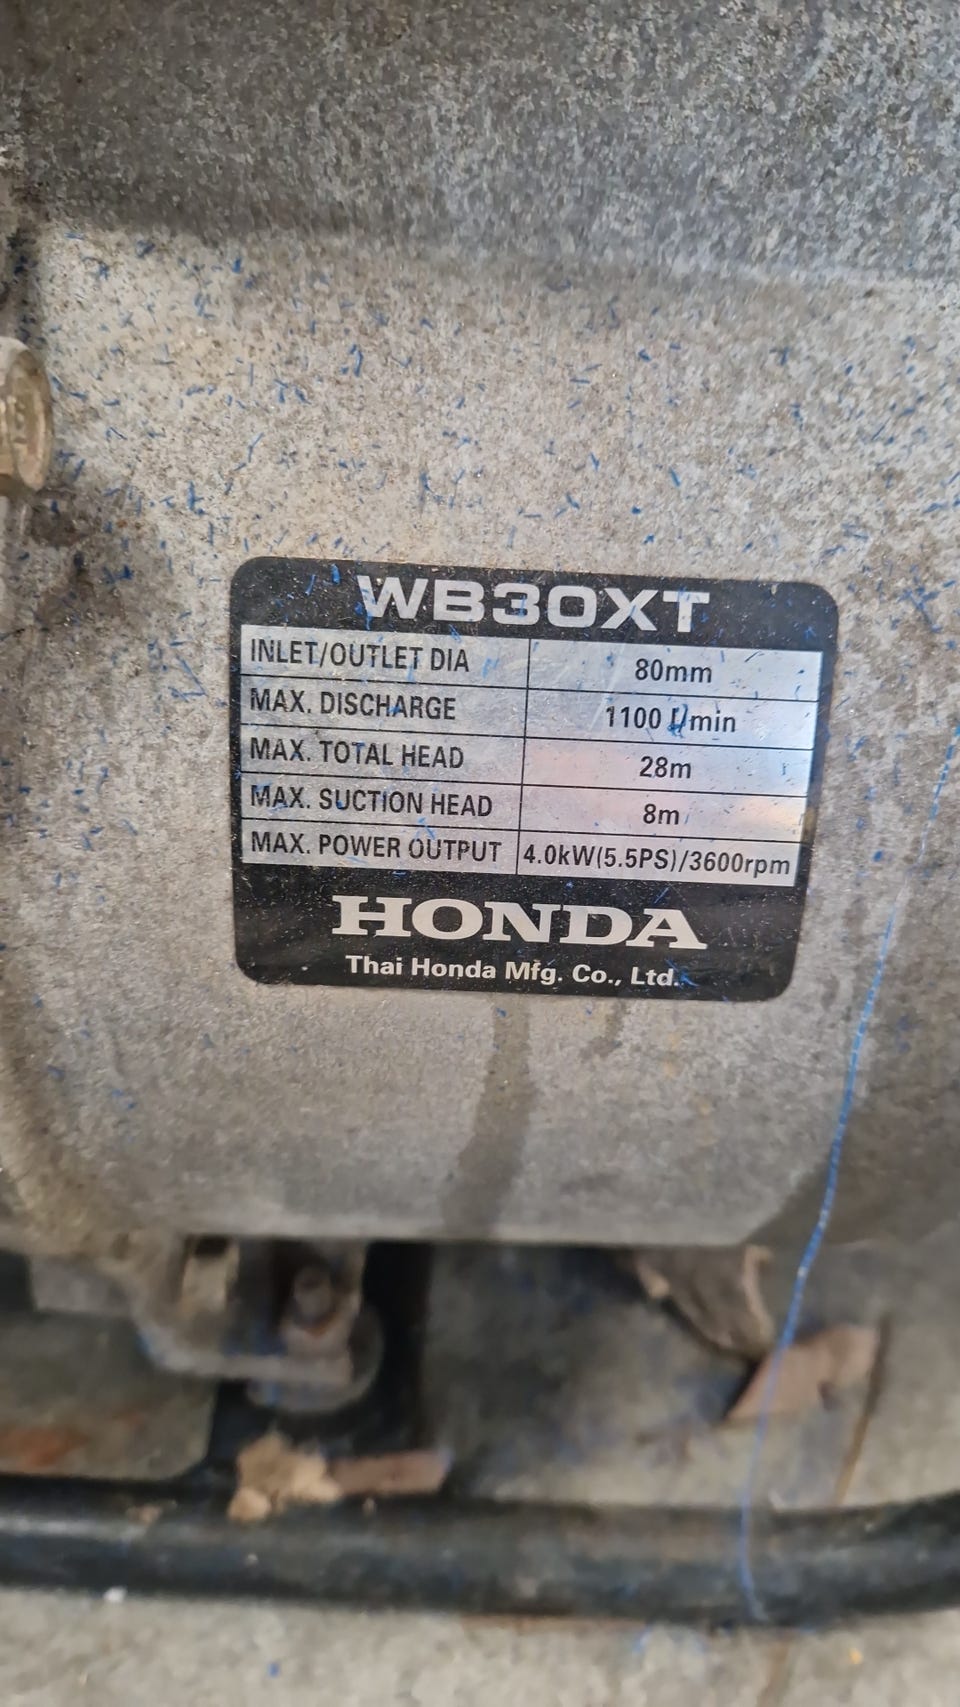 WB30XT
INLET/OUTLET DIA 80mm
MAX. DISCHARGE 1100 l/min
MAX. TOTAL HEAD 28m
MAX. SUCTION HEAD 8m
MAX. POWER OUTPUT 4.0kW(5.5PS)/3600rpm
HONDA
Thai Honda Mfg. Co., Ltd.